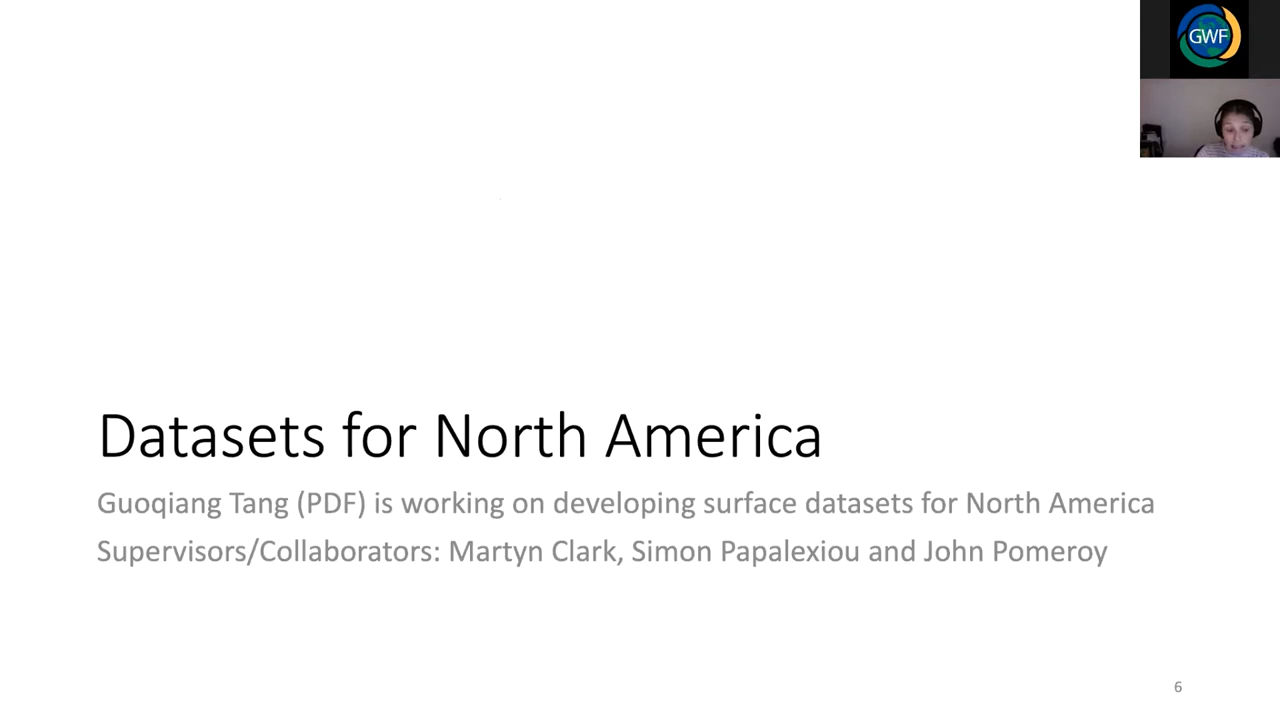 GWF
Datasets for North America
Guoqiang Tang (PDF) is working on developing surface datasets for North America
Supervisors/Collaborators: Martyn Clark, Simon Papalexiou and John Pomeroy
6